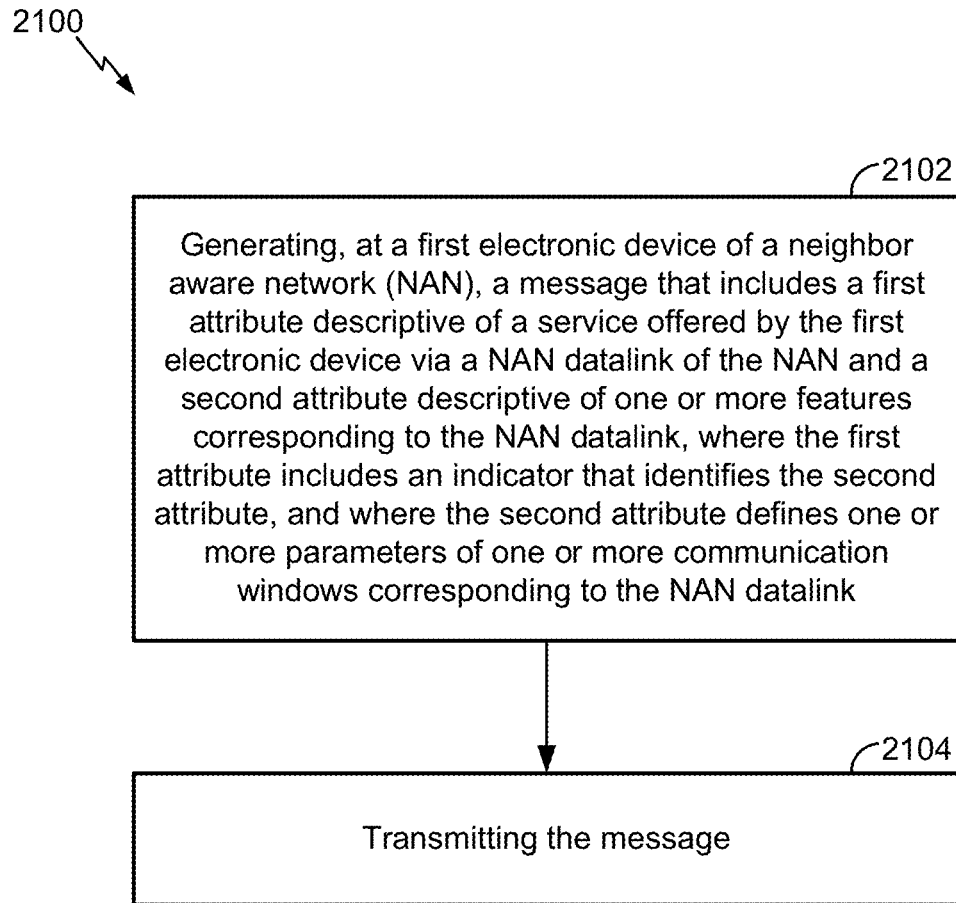 2100
2102
Generating, at a first electronic device of a neighbor
aware network (NAN), a message that includes a first
attribute descriptive of a service offered by the first
electronic device via a NAN datalink of the NAN and a
second attribute descriptive of one or more features
corresponding to the NAN datalink, where the first
attribute includes an indicator that identifies the second
attribute, and where the second attribute defines one or
more parameters of one or more communication
windows corresponding to the NAN datalink
2104
Transmitting the message